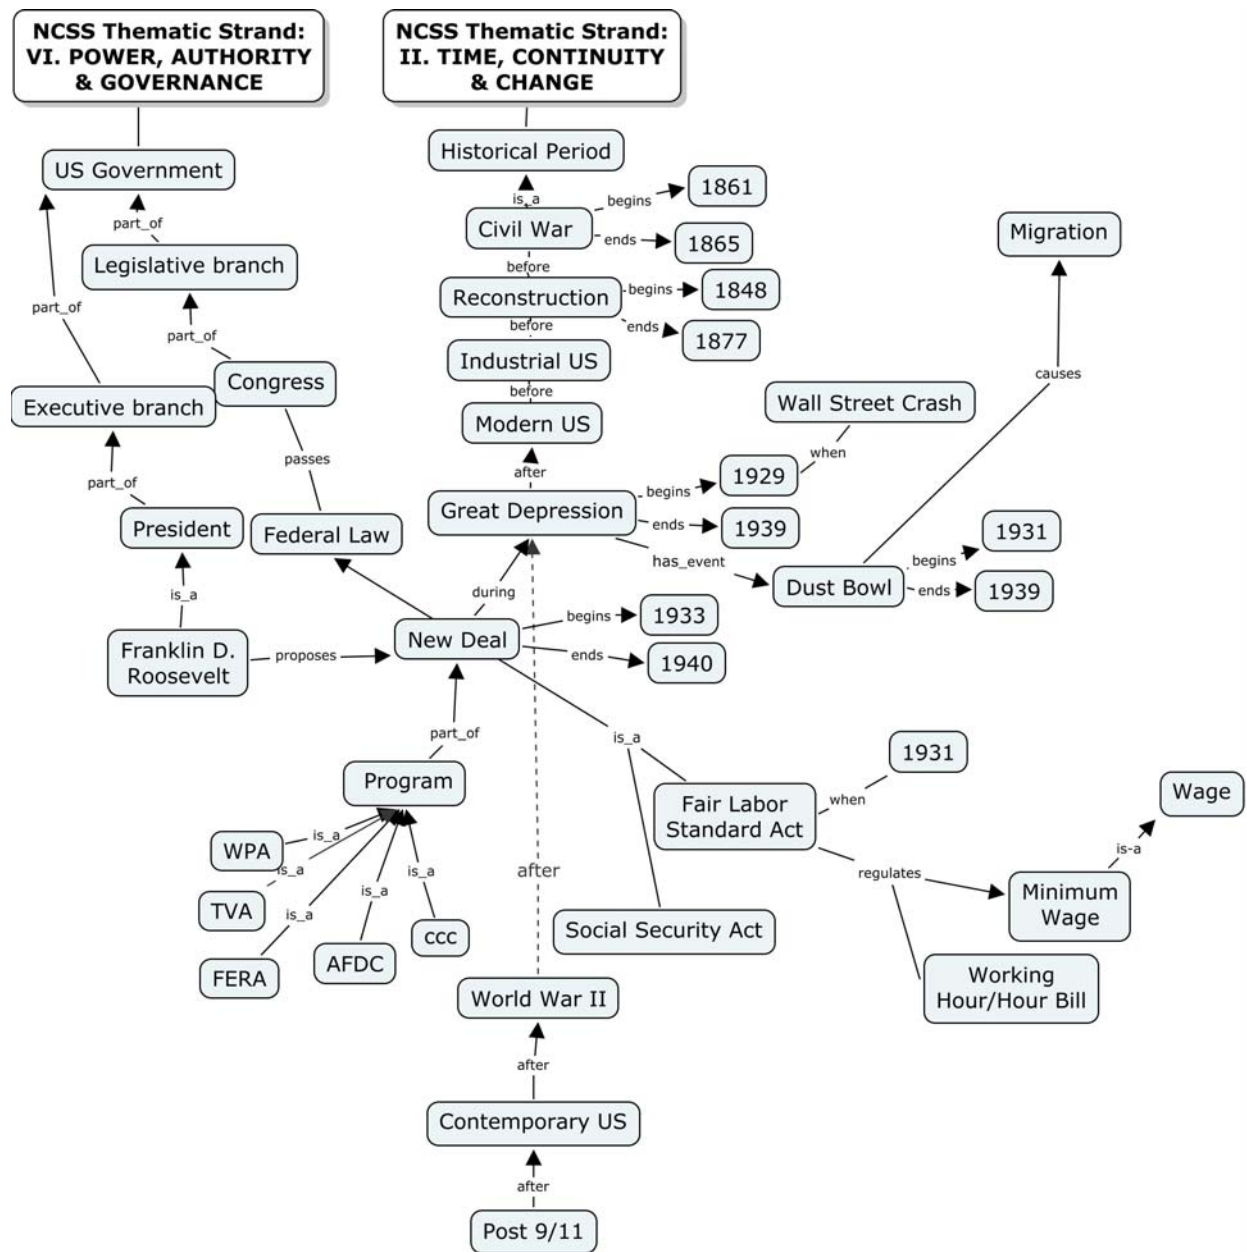 NCSS Thematic Strand:
VI. POWER, AUTHORITY
& GOVERNANCE
NCSS Thematic Strand:
II. TIME, CONTINUITY
& CHANGE
Historical Period
US Government
1861
is_a
begins
part_of
Civil War
ends
1865
Migration
Legislative branch
before
Reconstruction
begins
1848
part_of
part_of
before
ends
1877
Industrial US
causes
Congress
before
Executive branch
Modern US
Wall Street Crash
passes
after
when
part_of
begins
1929
Great Depression
ends
1939
President
Federal Law
1931
has_event
begins
Dust Bowl
ends
1939
is_a
during
begins
1933
New Deal
Franklin D.
Roosevelt
proposes
ends
1940
part_of
is_a
1931
Program
Fair Labor
Standard Act
when
Wage
is_a
WPA
is_a
is_a
is_a
after
regulates
is-a
TVA
is_a
Minimum
Wage
ccc
Social Security Act
FERA
AFDC
World War II
Working
Hour/Hour Bill
after
Contemporary US
after
Post 9/11